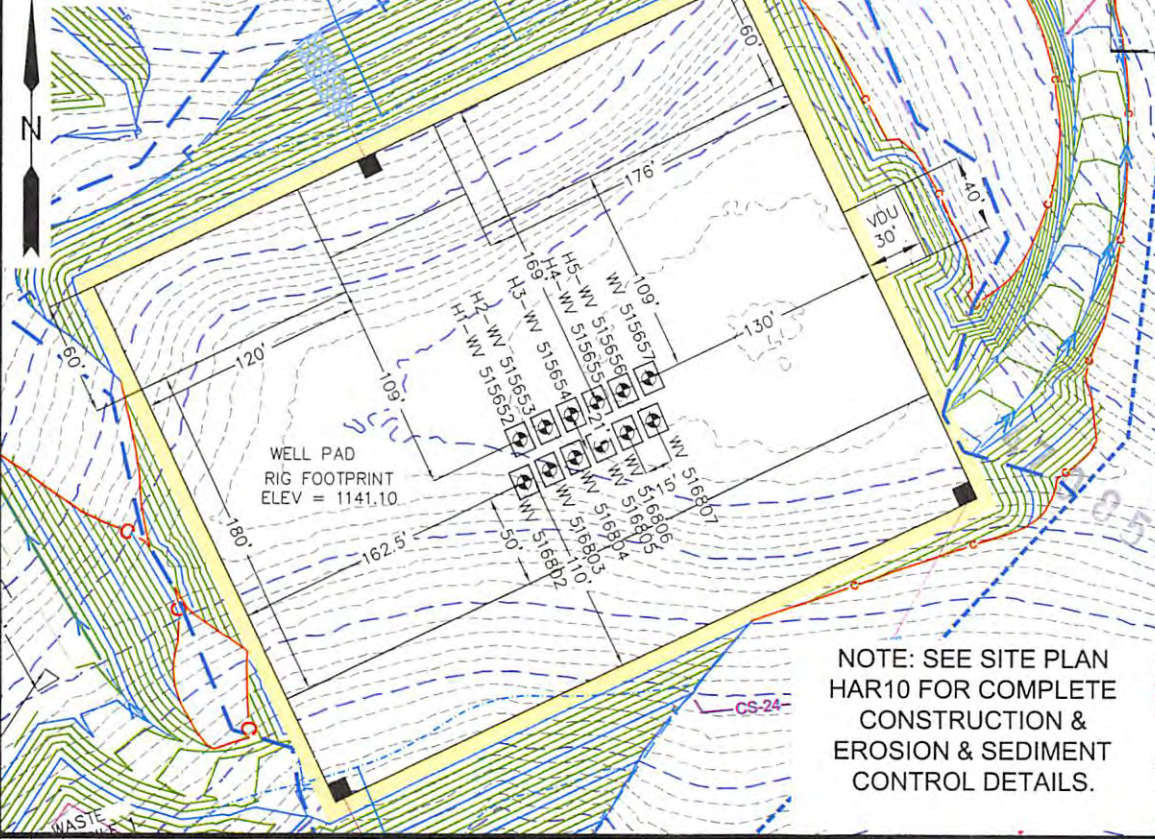 N
WELL PAD
RIG FOOTPRINT
ELEV = 1141.10
60'
120'
109'
180'
162.5'
50'
110'
15'
169'
176'
60'
109'
130'
VDU
30'
40'
H1-WV 515652
H2-WV 515653
H3-WV 515654
H4-WV 515655
H5-WV 515656
WV 515657
WV 516802
WV 516803
WV 516804
WV 516805
WV 516806
WV 516807
CS-24
C
C
C
C
C
C
C
C
C
WASTE
NOTE: SEE SITE PLAN
HAR10 FOR COMPLETE
CONSTRUCTION &
EROSION & SEDIMENT
CONTROL DETAILS.